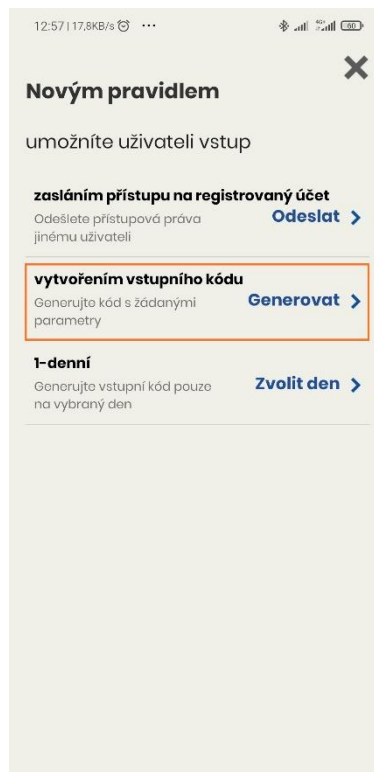 12:57 | 17,8KB/s ··· 4G+ 60
Novým pravidlem
umožníte uživateli vstup
zasláním přístupu na registrovaný účet
Odešlete přístupová práva jinému uživateli
Odeslat
vytvořením vstupního kódu
Generujte kód s žádanými parametry
Generovat
1-denní
Generujte vstupní kód pouze na vybraný den
Zvolit den